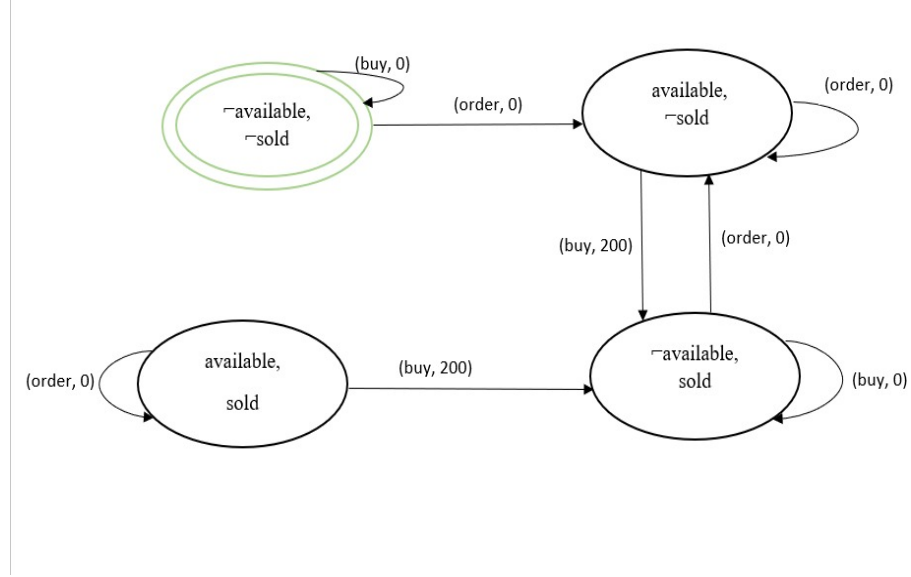 (buy, 0)
¬available,
¬sold
(order, 0)
available,
¬sold
(order, 0)
(buy, 200)
(order, 0)
available,
sold
(order, 0)
(buy, 200)
¬available,
sold
(buy, 0)